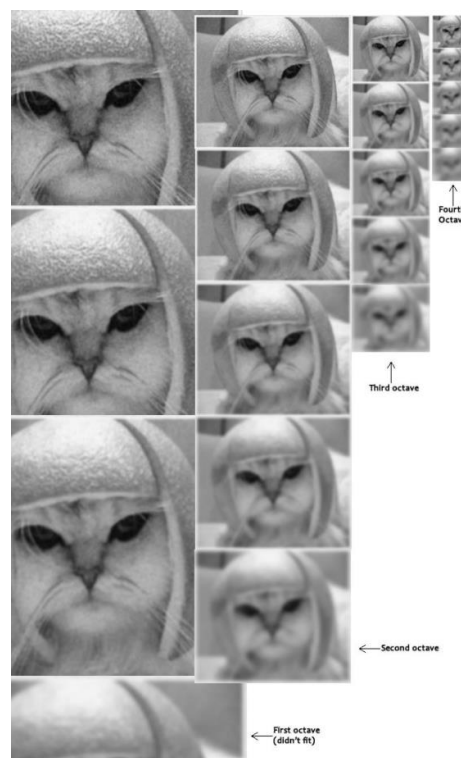 Fourt
Octav
Third octave
Second octave
First octave
(didn't fit)